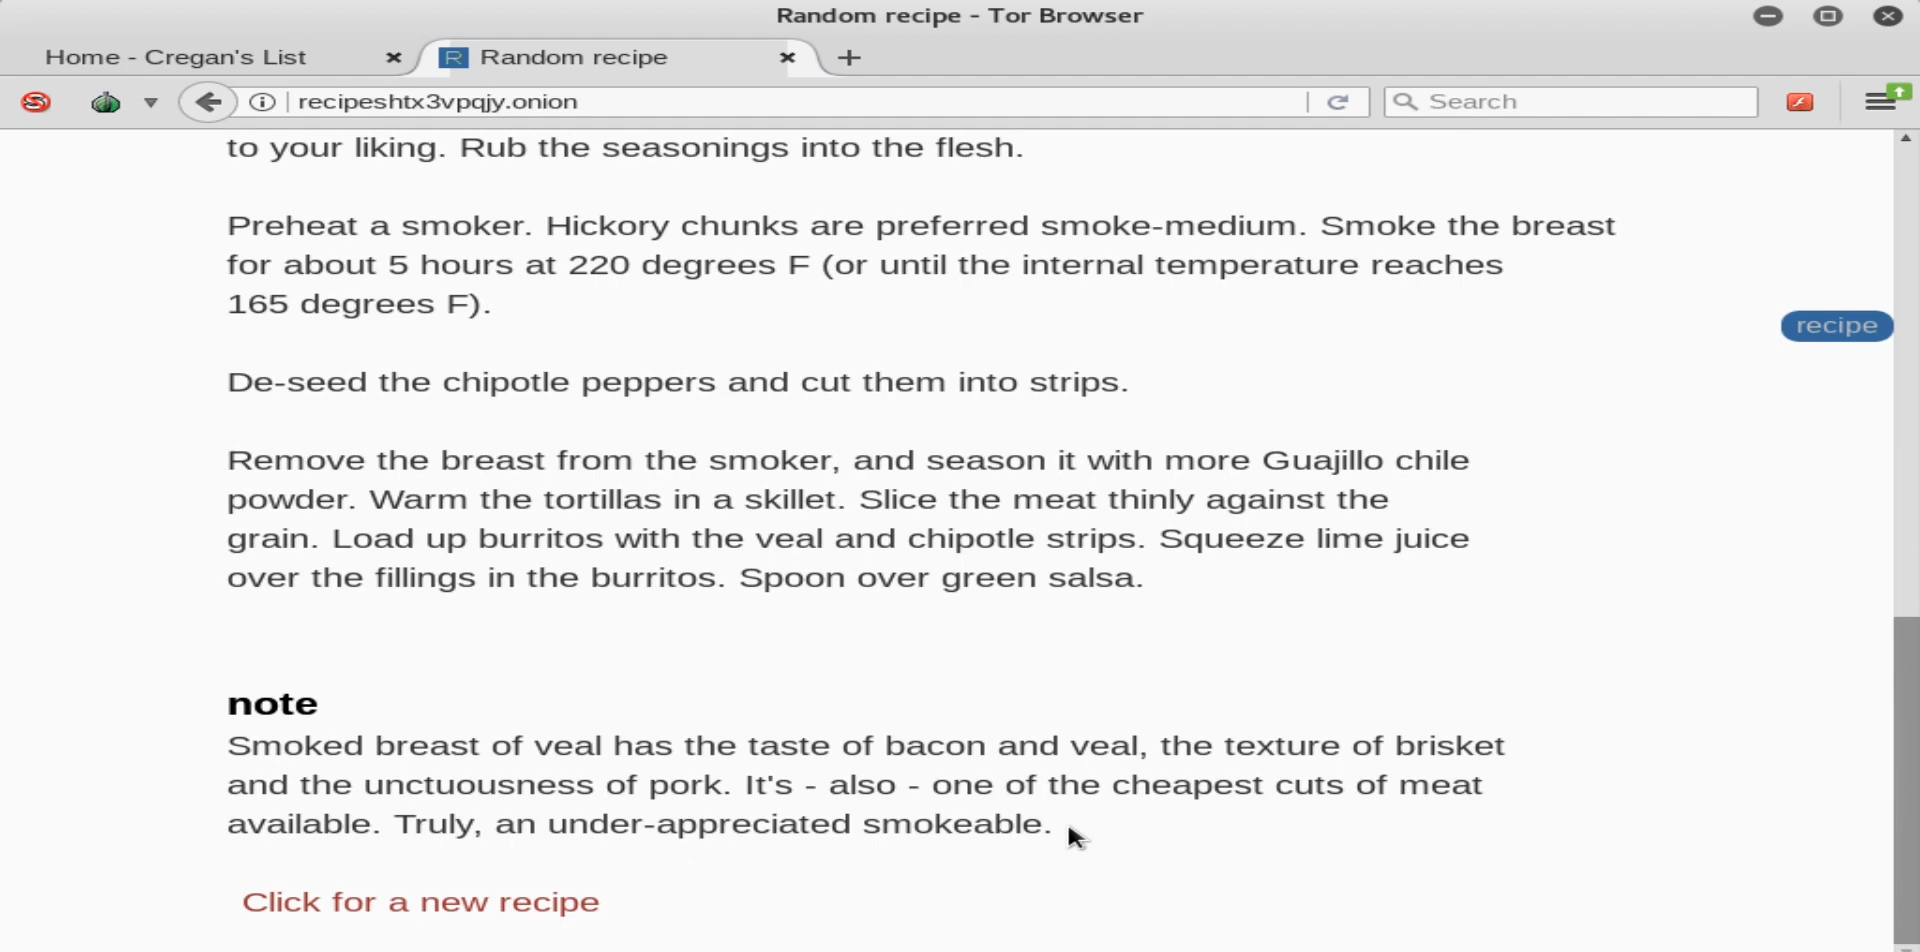 Random recipe - Tor Browser
Home - Cregan's List
Random recipe
recipeshtx3vpqjy.onion
Search
to your liking. Rub the seasonings into the flesh.
Preheat a smoker. Hickory chunks are preferred smoke-medium. Smoke the breast
for about 5 hours at 220 degrees F (or until the internal temperature reaches
165 degrees F).
recipe
De-seed the chipotle peppers and cut them into strips.
Remove the breast from the smoker, and season it with more Guajillo chile
powder. Warm the tortillas in a skillet. Slice the meat thinly against the
grain. Load up burritos with the veal and chipotle strips. Squeeze lime juice
over the fillings in the burritos. Spoon over green salsa.
note
Smoked breast of veal has the taste of bacon and veal, the texture of brisket
and the unctuousness of pork. It's - also - one of the cheapest cuts of meat
available. Truly, an under-appreciated smokeable.
Click for a new recipe